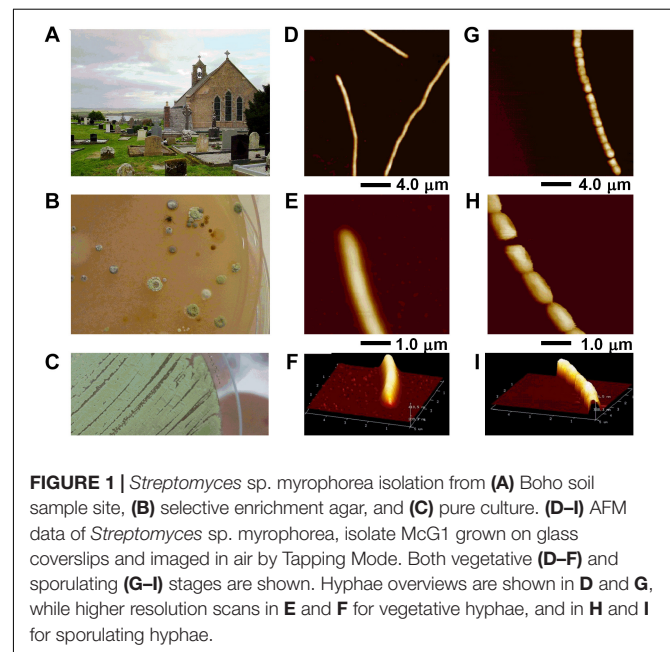 A
D
G
4.0 μm
4.0 μm
B
E
H
1.0 μm
1.0 μm
C
F
I
FIGURE 1 | Streptomyces sp. myrophorea isolation from (A) Boho soil
sample site, (B) selective enrichment agar, and (C) pure culture. (D–I) AFM
data of Streptomyces sp. myrophorea, isolate McG1 grown on glass
coverslips and imaged in air by Tapping Mode. Both vegetative (D–F) and
sporulating (G–I) stages are shown. Hyphae overviews are shown in D and G,
while higher resolution scans in E and F for vegetative hyphae, and in H and I
for sporulating hyphae.